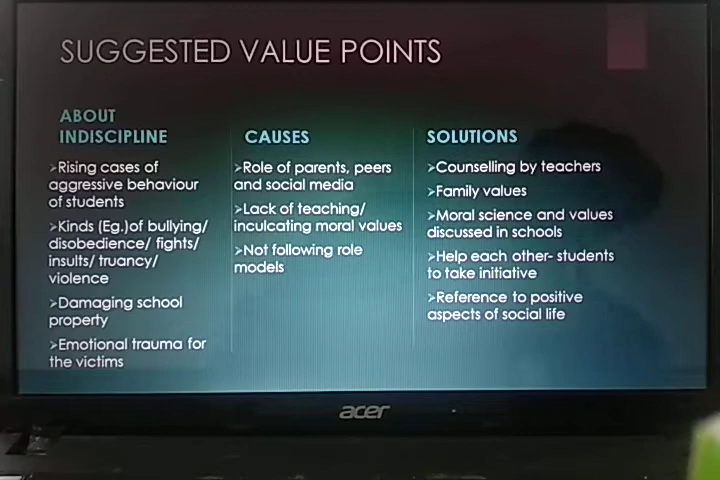 SUGGESTED VALUE POINTS
ABOUT
INDISCIPLINE
➢Rising cases of
aggressive behaviour
of students
➢Kinds (Eg.)of bullying/
disobedience/ fights/
insults/ truancy/
violence
➢Damaging school
property
➢Emotional trauma for
the victims
CAUSES
➢Role of parents, peers
and social media
➢Lack of teaching/
inculcating moral values
➢Not following role
models
SOLUTIONS
➢Counselling by teachers
➢Family values
➢Moral science and values
discussed in schools
➢Help each other- students
to take initiative
➢Reference to positive
aspects of social life
acer